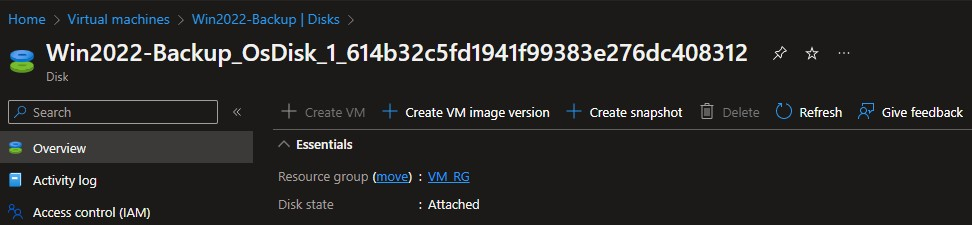 Home > Virtual machines > Win2022-Backup | Disks >
Win2022-Backup_OsDisk_1_614b32c5fd1941f99383e276dc408312
Disk
Search
Create VM Create VM image version Create snapshot Delete Refresh Give feedback
Overview
Activity log
Access control (IAM)
Essentials
Resource group (move) : VM_RG
Disk state : Attached